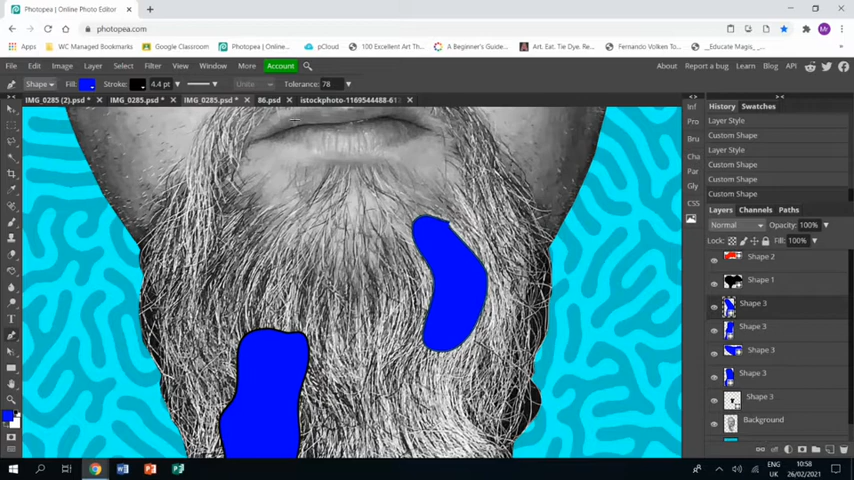 Photopea | Online Photo Editor
photopea.com
Mr
Apps
WC Managed Bookmarks
Google Classroom
Photopea | Online...
pCloud
100 Excellent Art Th...
A Beginner's Guide...
Art. Eat. Tie Dye. Re...
Fernando Volken To...
__Educate Magis,_...
File Edit Image Layer Select Filter View Window More Account
About Report a bug Learn Blog API
Shape Fill: Stroke: 4.4 pt Unite Tolerance: 78
IMG_0285 (2).psd * IMG_0285.psd * IMG_0285.psd * 86.psd istockphoto-1169544488-61
Inf
Pro
Bru
Cha
Par
Gly
CSS
History Swatches
Layer Style
Custom Shape
Custom Shape
Layer Style
Custom Shape
Custom Shape
Layers Channels Paths
Normal Opacity: 100%
Lock: Fill: 100%
Shape 2
Shape 1
Shape 3
Shape 3
Shape 3
Shape 3
Shape 3
Background
ENG
UK
10:58
26/02/2021